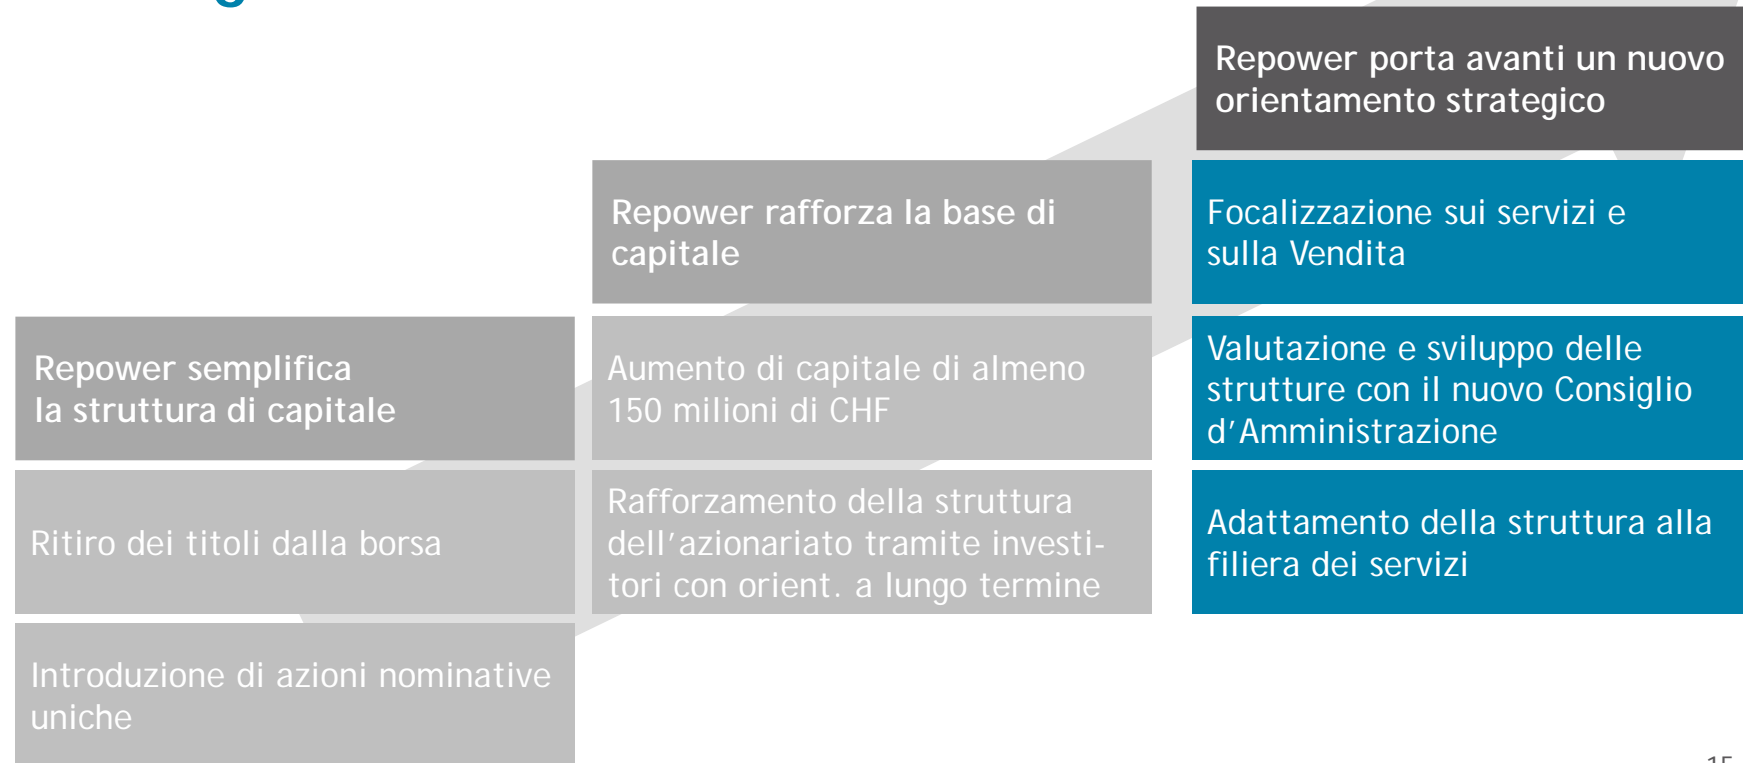 Repower porta avanti un nuovo
orientamento strategico
Repower rafforza la base di
capitale
Focalizzazione sui servizi e
sulla Vendita
Repower semplifica
la struttura di capitale
Aumento di capitale di almeno
150 milioni di CHF
Valutazione e sviluppo delle
strutture con il nuovo Consiglio
d’Amministrazione
Ritiro dei titoli dalla borsa
Rafforzamento della struttura
dell’azionariato tramite investi-
tori con orient. a lungo termine
Adattamento della struttura alla
filiera dei servizi
Introduzione di azioni nominative
uniche